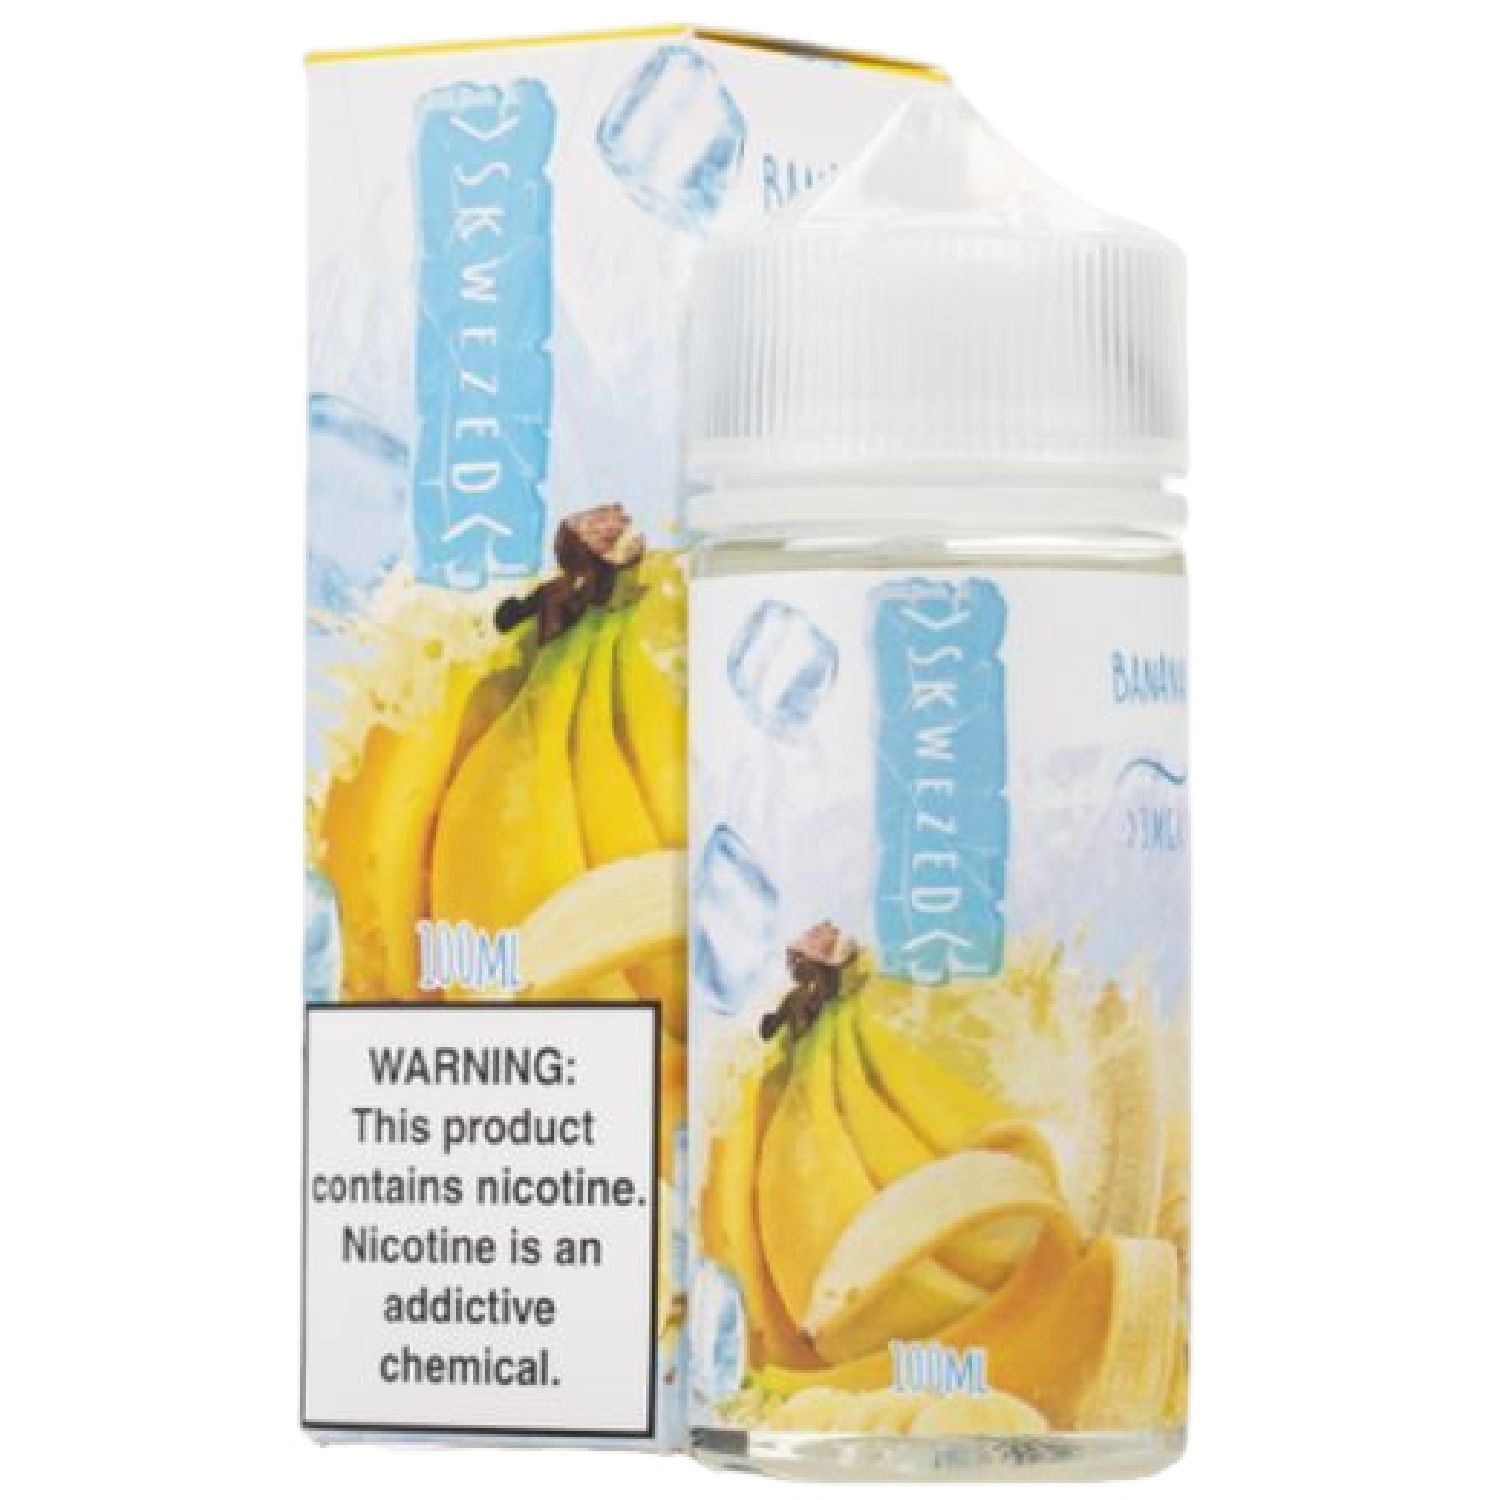 SKWEZED
100ML
WARNING:
This product
contains nicotine.
Nicotine is an
addictive
chemical.
SKWEZED
100ML